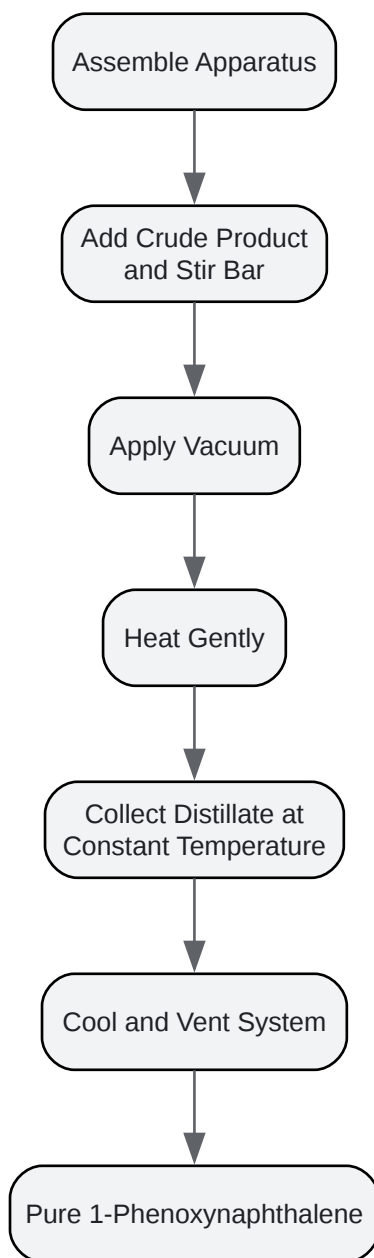 Assemble Apparatus
Add Crude Product
and Stir Bar
Apply Vacuum
Heat Gently
Collect Distillate at
Constant Temperature
Cool and Vent System
Pure 1-Phenoxynaphthalene